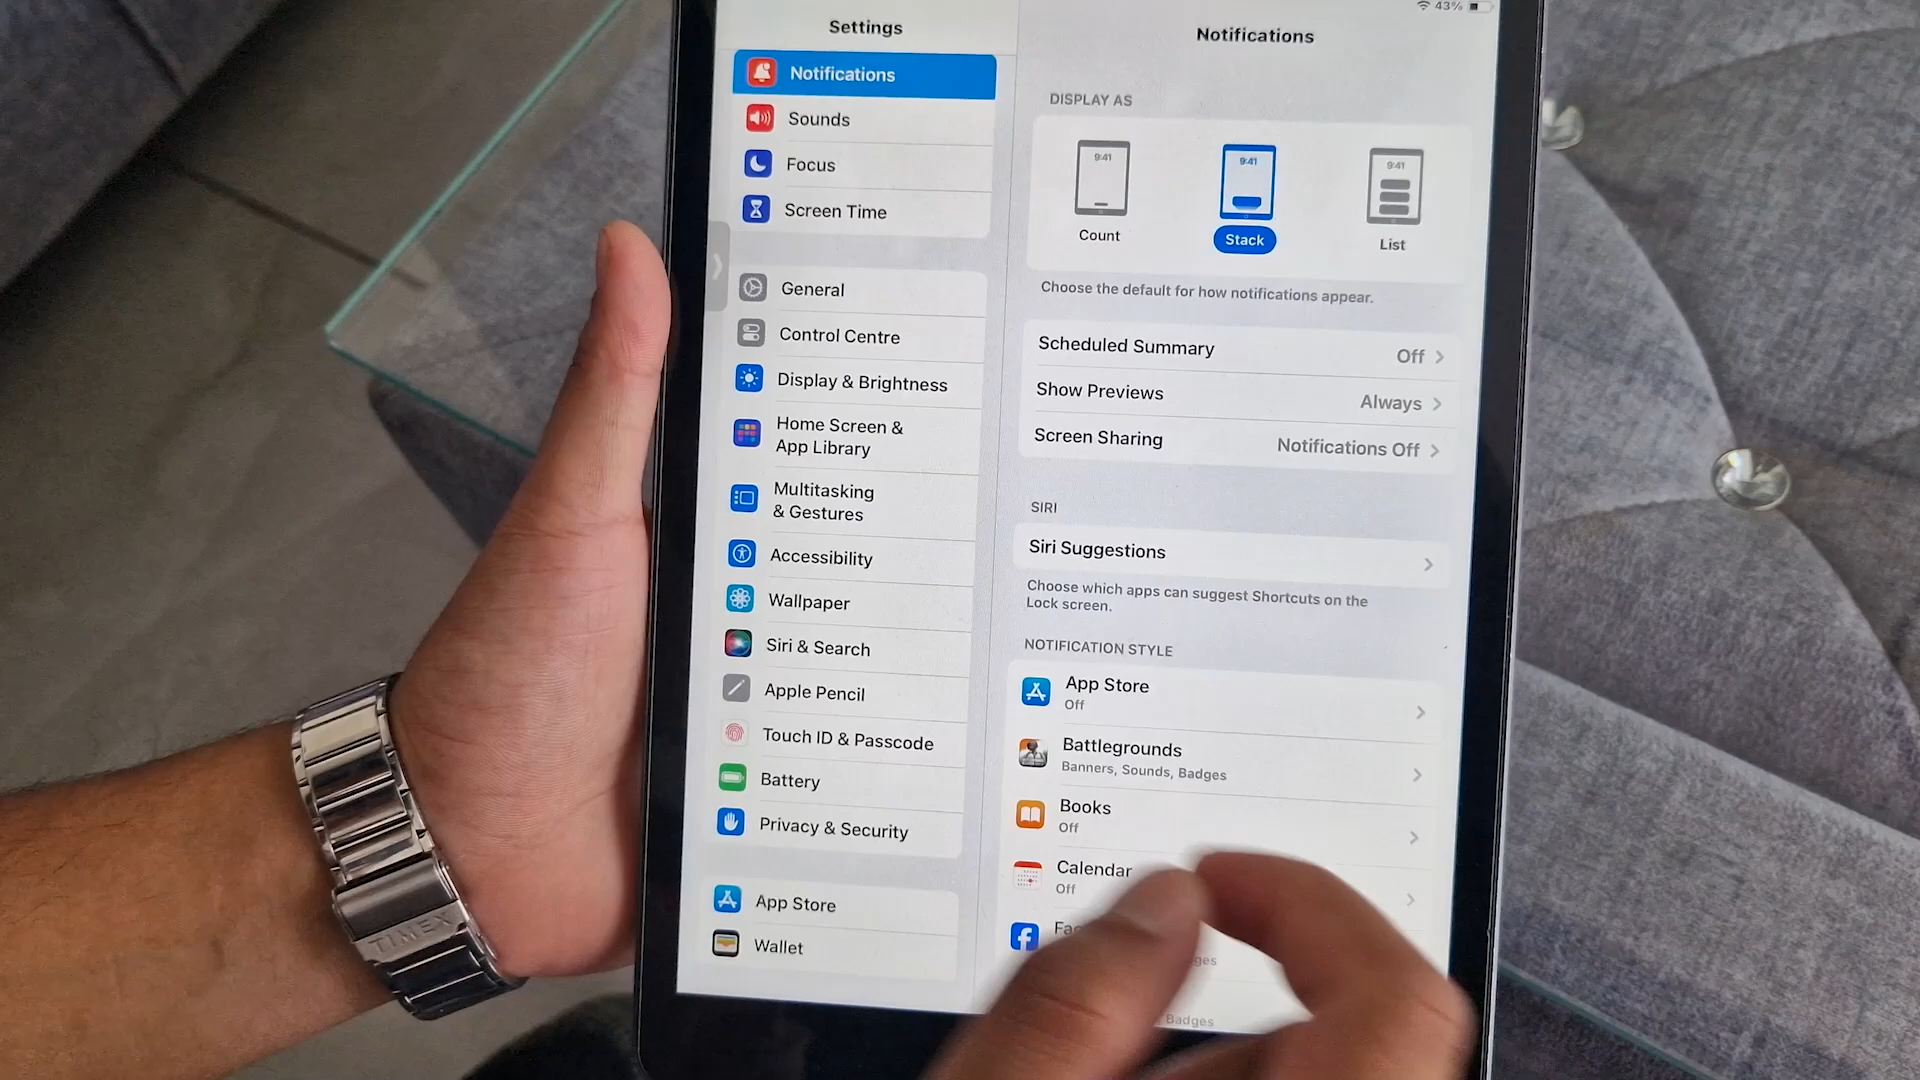 43%
Settings
Notifications
Sounds
Focus
Screen Time
General
Control Centre
Display & Brightness
Home Screen &
App Library
Multitasking
& Gestures
Accessibility
Wallpaper
Siri & Search
Apple Pencil
Touch ID & Passcode
Battery
Privacy & Security
App Store
Wallet
Notifications
DISPLAY AS
9:41
9:41
9:41
Count
Stack
List
Choose the default for how notifications appear.
Scheduled Summary Off
Show Previews Always
Screen Sharing Notifications Off
SIRI
Siri Suggestions
Choose which apps can suggest Shortcuts on the
Lock screen.
NOTIFICATION STYLE
App Store
Off
Battlegrounds
Banners, Sounds, Badges
Books
Off
Calendar
Off
Badges
TIMEX